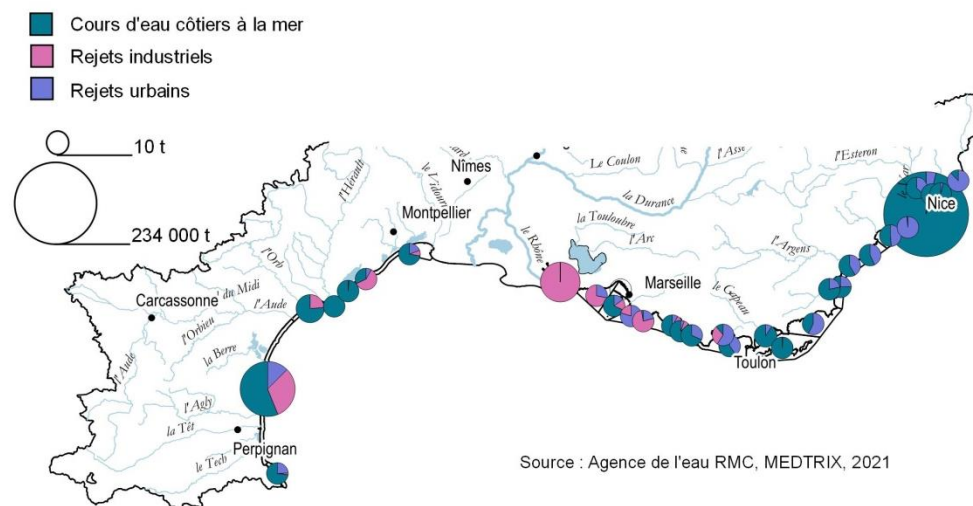 Cours d'eau côtiers à la mer
Rejets industriels
Rejets urbains
10 t
234 000 t
Nîmes
Le Coulon
l'Asse
l'Esteron
l'Hérault
le Vidourle
la Durance
Montpellier
Nice
la Touloubre
l'Arc
le Rhône
l'Orb
l'Argens
Carcassonne
du Midi
l'Aude
Marseille
le Gapeau
l'Orbieu
la Berre
l'Aude
Toulon
l'Agly
la Têt
Perpignan
le Tech
Source : Agence de l'eau RMC, MEDTRIX, 2021